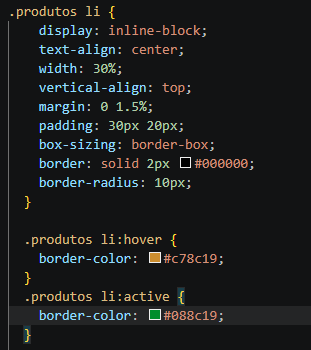 .produtos li {
display: inline-block;
text-align: center;
width: 30%;
vertical-align: top;
margin: 0 1.5%;
padding: 30px 20px;
box-sizing: border-box;
border: solid 2px #000000;
border-radius: 10px;
}
.produtos li:hover {
border-color: #c78c19;
}
.produtos li:active {
border-color: #088c19;
}